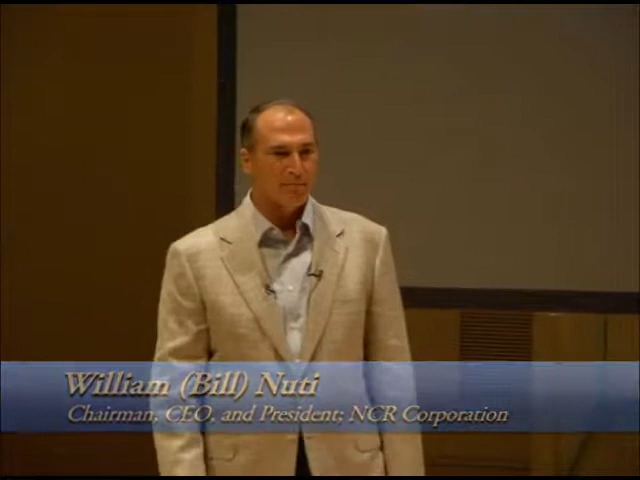 William (Bill) Nuti
Chairman, CEO, and President; NCR Corporation